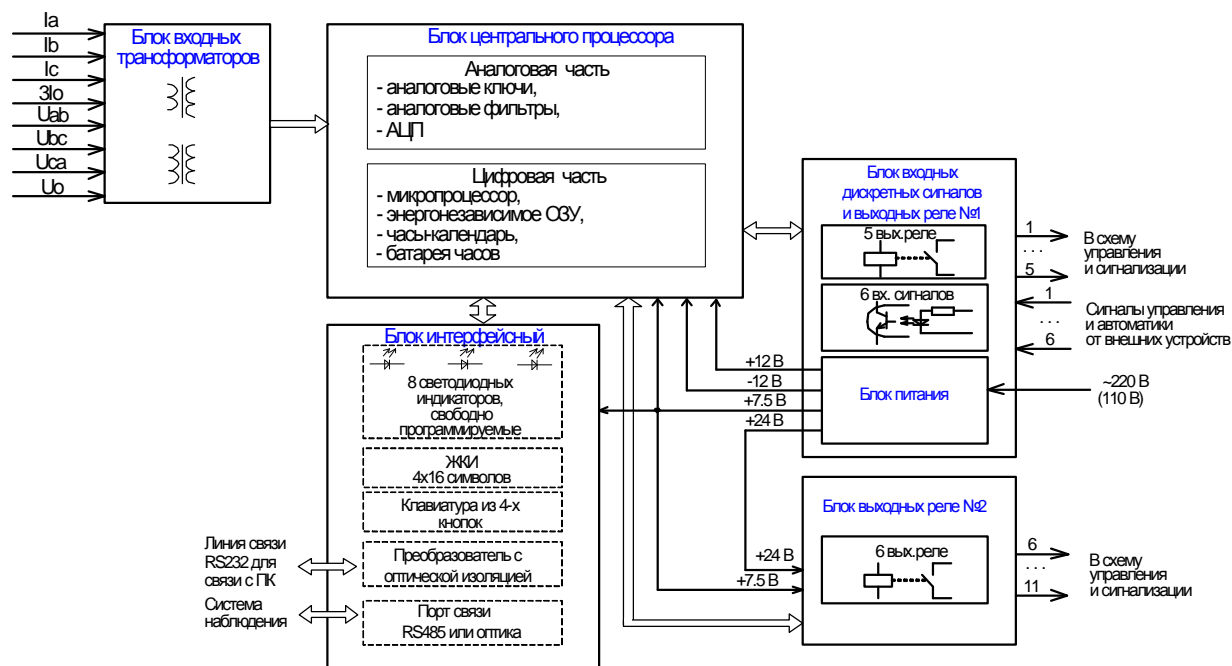 Ia
Ib
Ic
3Io
Uab
Ubc
Uca
Uo
Блок входных
трансформаторов
Блок центрального процессора
Аналоговая часть
- аналоговые ключи,
- аналоговые фильтры,
- АЦП
Цифровая часть
- микропроцессор,
- энергонезависимое ОЗУ,
- часы-календарь,
- батарея часов
Блок входных
дискретных сигналов
и выходных реле №1
5 вых.реле
6 вх. сигналов
Блок питания
1
. . .
5
В схему
управления
и сигнализации
1
. . .
6
Сигналы управления
и автоматики
от внешних устройств
~220 В
(110 В)
+12 В
-12 В
+7.5 В
+24 В
Блок интерфейсный
8 светодиодных
индикаторов,
свободно
программируемые
ЖКИ
4х16 символов
Клавиатура из 4-х
кнопок
Преобразователь с
оптической изоляцией
Порт связи
RS485 или оптика
Линия связи
RS232 для
связи с ПК
Система
наблюдения
+24 В
+7.5 В
Блок выходных реле №2
6 вых.реле
6
. . .
11
В схему
управления
и сигнализации